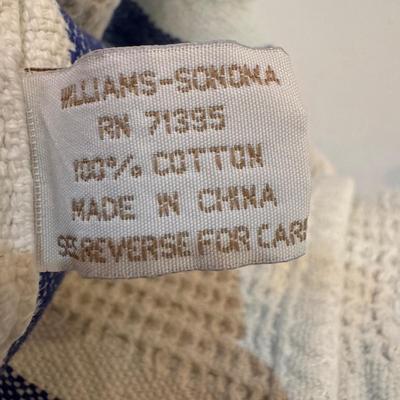 WILLIAMS-SONOMA
RN 71395
100% COTTON
MADE IN CHINA
SEE REVERSE FOR CARE